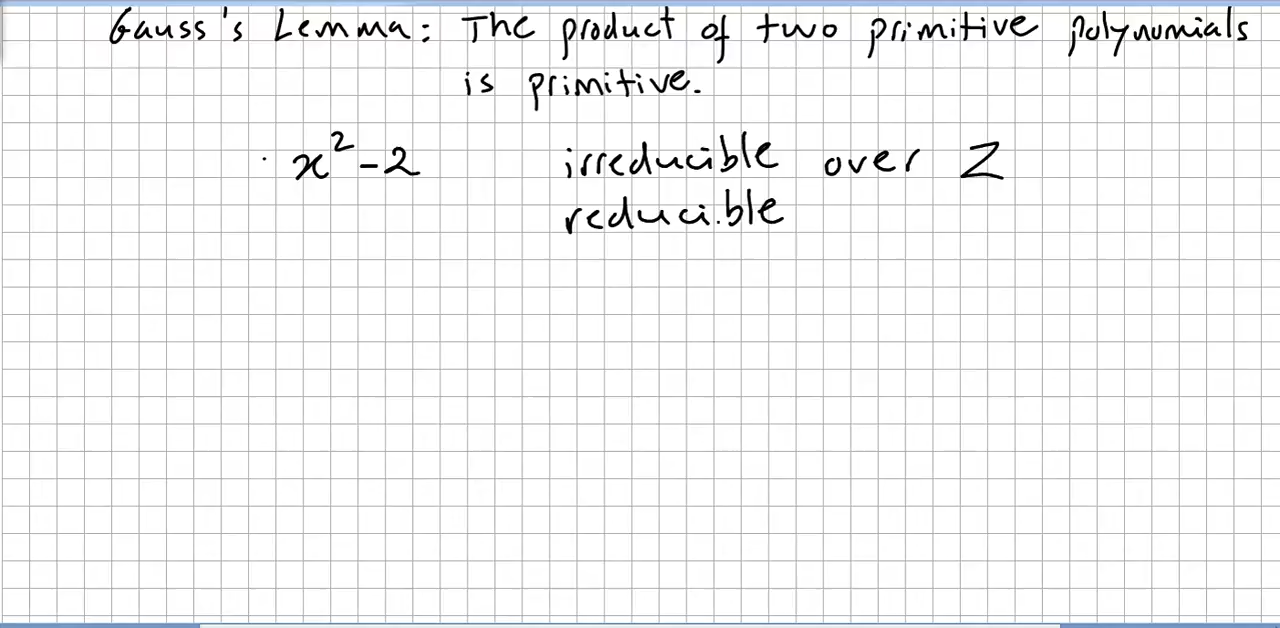 Gauss's Lemma: The product of two primitive polynomials
is primitive.
x² - 2 irreducible over Z
reducible